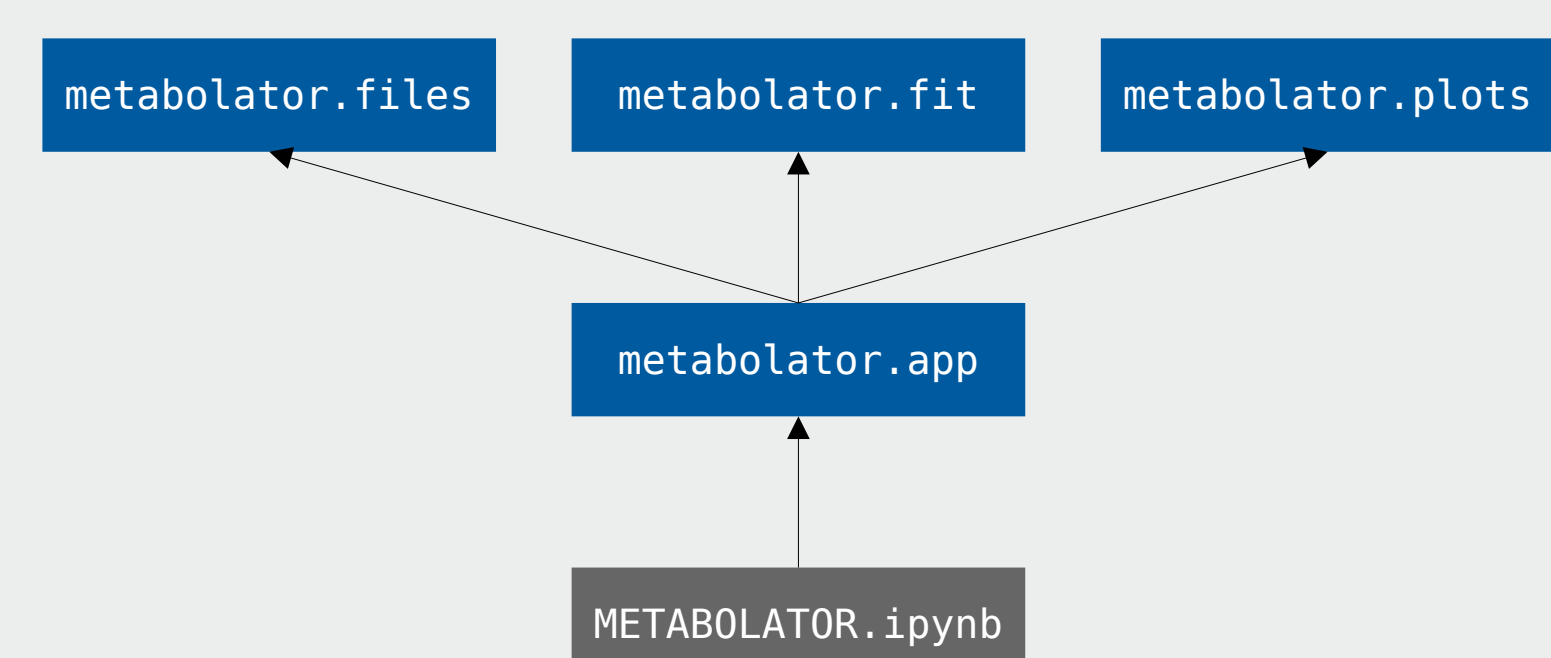 metabolator.files
metabolator.fit
metabolator.plots
metabolator.app
METABOLATOR.ipynb